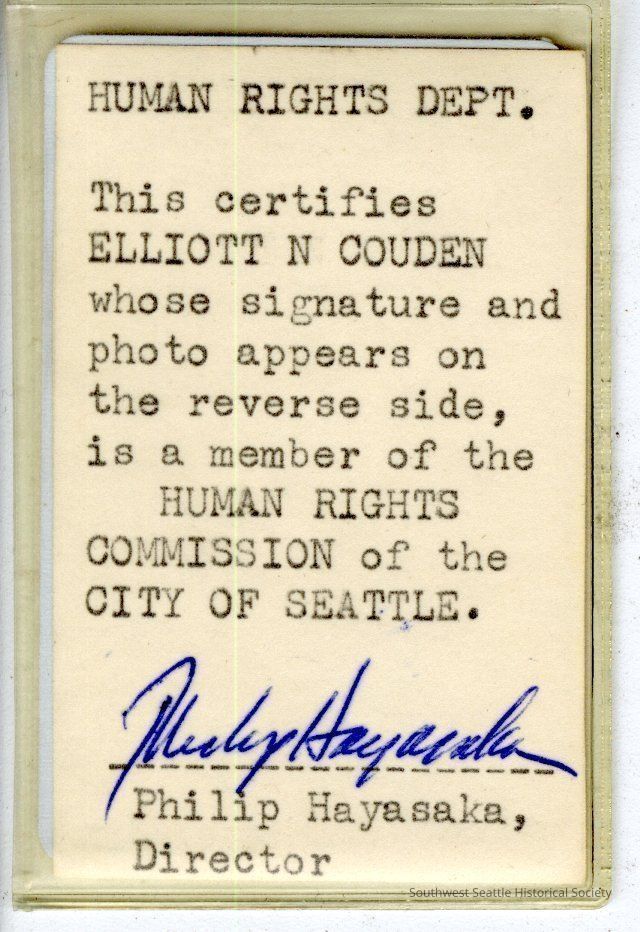 HUMAN RIGHTS DEPT.
This certifies
ELLIOTT N COUDEN
whose signature and
photo appears on
the reverse side,
is a member of the
HUMAN RIGHTS
COMMISSION of the
CITY OF SEATTLE.
Philip Hayasaka
Philip Hayasaka,
Director
Southwest Seattle Historical Society